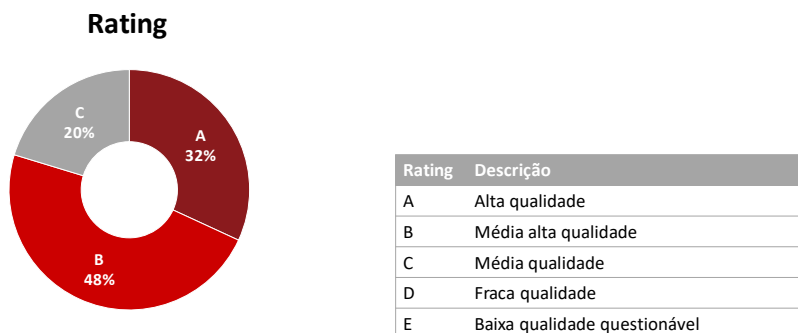 Rating
C
20%
A
32%
B
48%
Rating Descrição
A Alta qualidade
B Média alta qualidade
C Média qualidade
D Fraca qualidade
E Baixa qualidade questionável